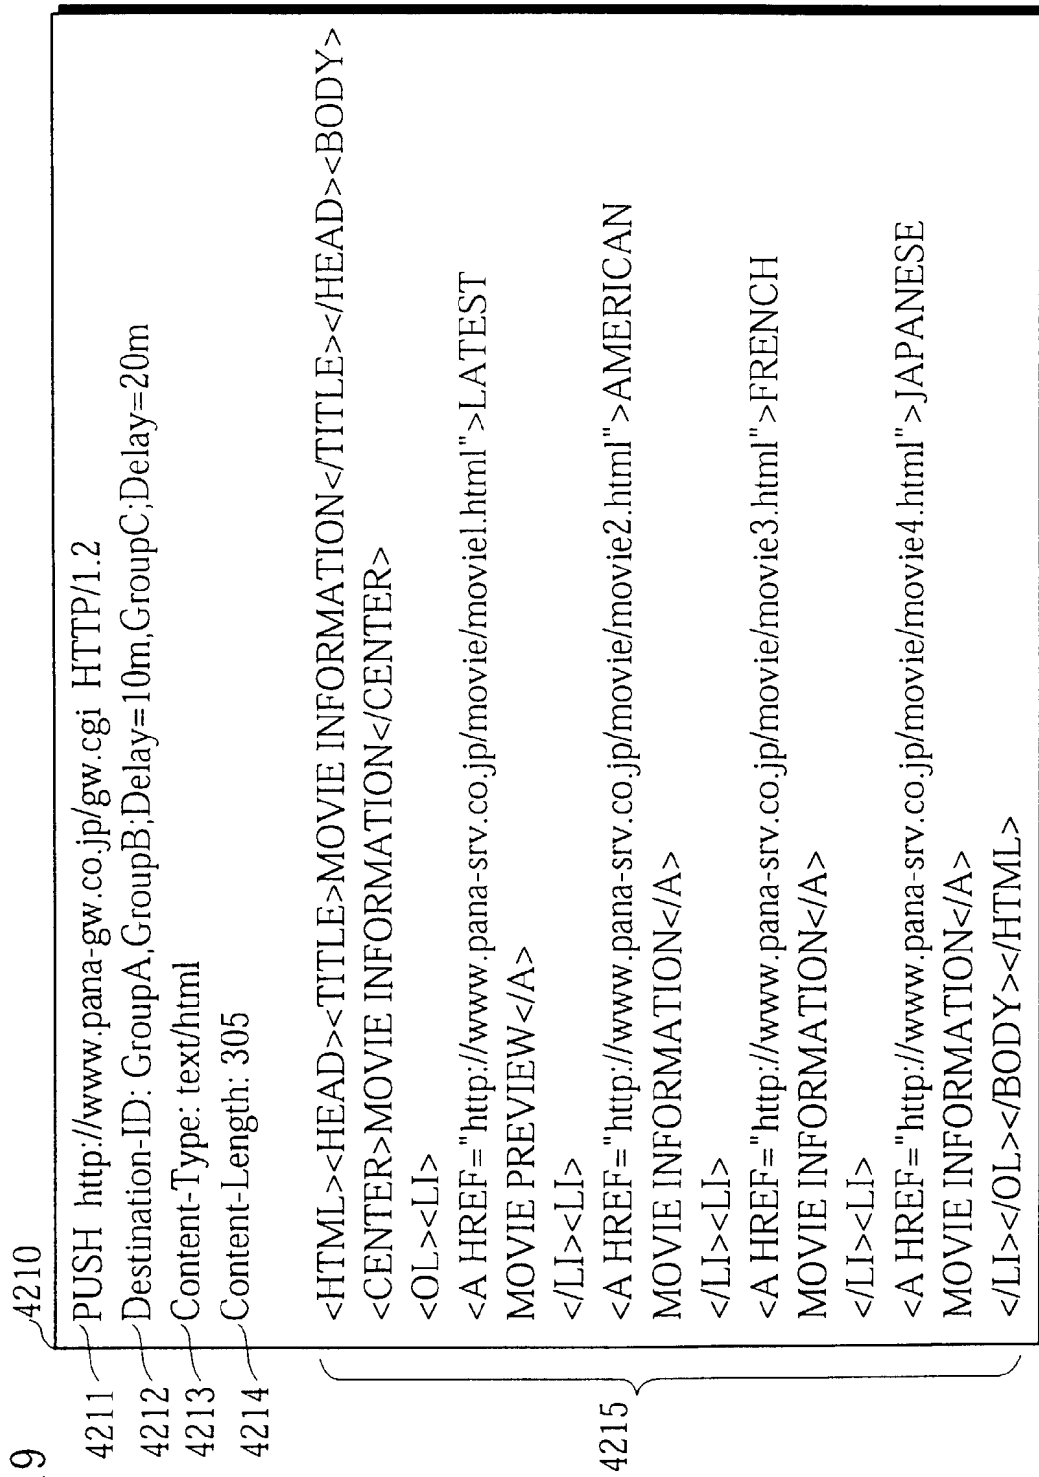 9
4210
4211 PUSH http://www.pana-gw.co.jp/gw.cgi HTTP/1.2
4212 Destination-ID: GroupA,GroupB;Delay=10m,GroupC;Delay=20m
4213 Content-Type: text/html
4214 Content-Length: 305
4215
<HTML><HEAD><TITLE>MOVIE INFORMATION</TITLE></HEAD><BODY>
<CENTER>MOVIE INFORMATION</CENTER>
<OL><LI>
<A HREF="http://www.pana-srv.co.jp/movie/movie1.html">LATEST
MOVIE PREVIEW</A>
</LI><LI>
<A HREF="http://www.pana-srv.co.jp/movie/movie2.html">AMERICAN
MOVIE INFORMATION</A>
</LI><LI>
<A HREF="http://www.pana-srv.co.jp/movie/movie3.html">FRENCH
MOVIE INFORMATION</A>
</LI><LI>
<A HREF="http://www.pana-srv.co.jp/movie/movie4.html">JAPANESE
MOVIE INFORMATION</A>
</LI></OL></BODY></HTML>